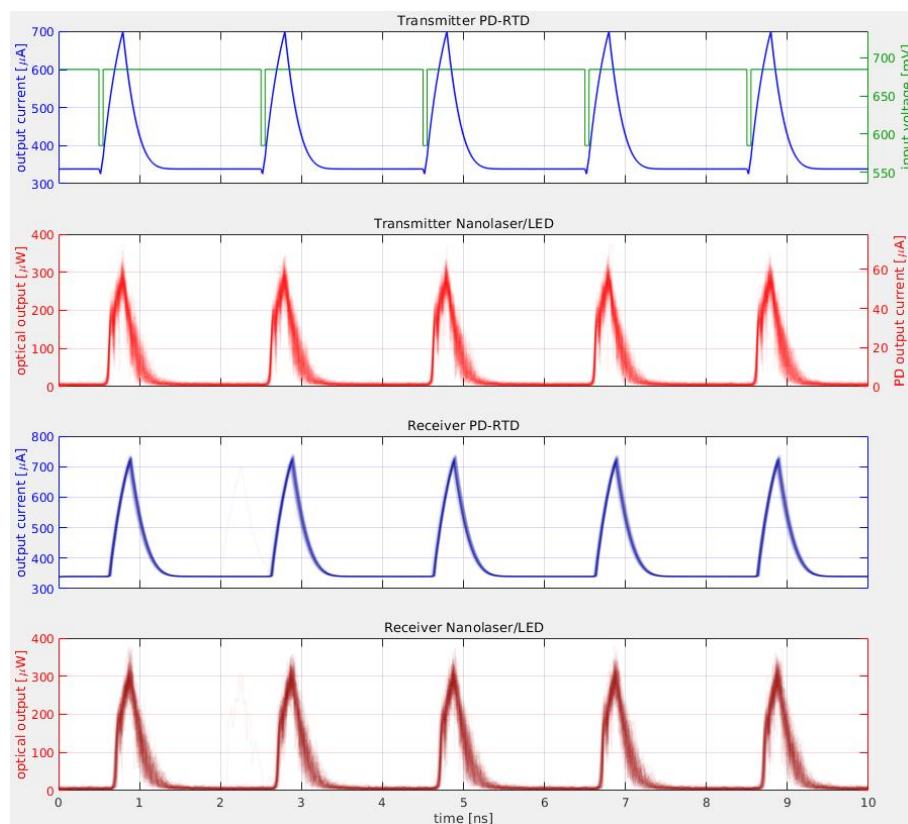 Transmitter PD-RTD
output current [μA]
700
600
500
400
300
input voltage [mV]
700
650
600
550
Transmitter Nanolaser/LED
optical output [μW]
400
300
200
100
0
PD output current [μA]
60
40
20
0
Receiver PD-RTD
output current [μA]
800
700
600
500
400
300
Receiver Nanolaser/LED
optical output [μW]
400
300
200
100
0
0 1 2 3 4 5 6 7 8 9 10
time [ns]